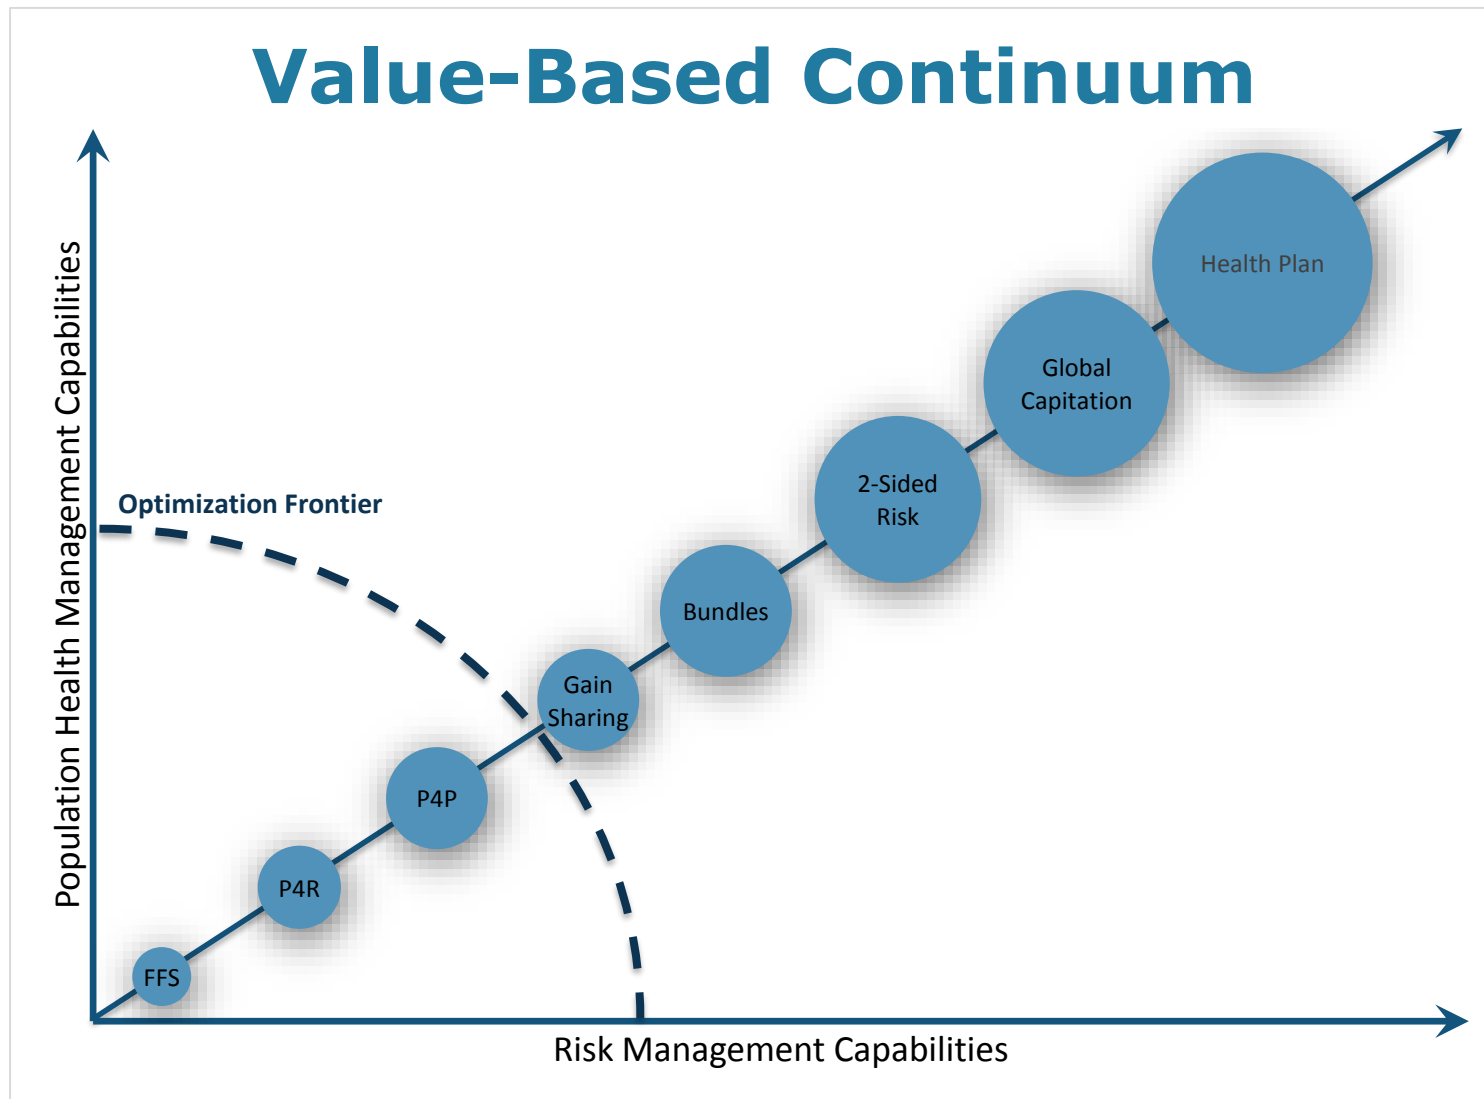 Value-Based Continuum
Population Health Management Capabilities
Optimization Frontier
FFS
P4R
P4P
Gain
Sharing
Bundles
2-Sided
Risk
Global
Capitation
Health Plan
Risk Management Capabilities